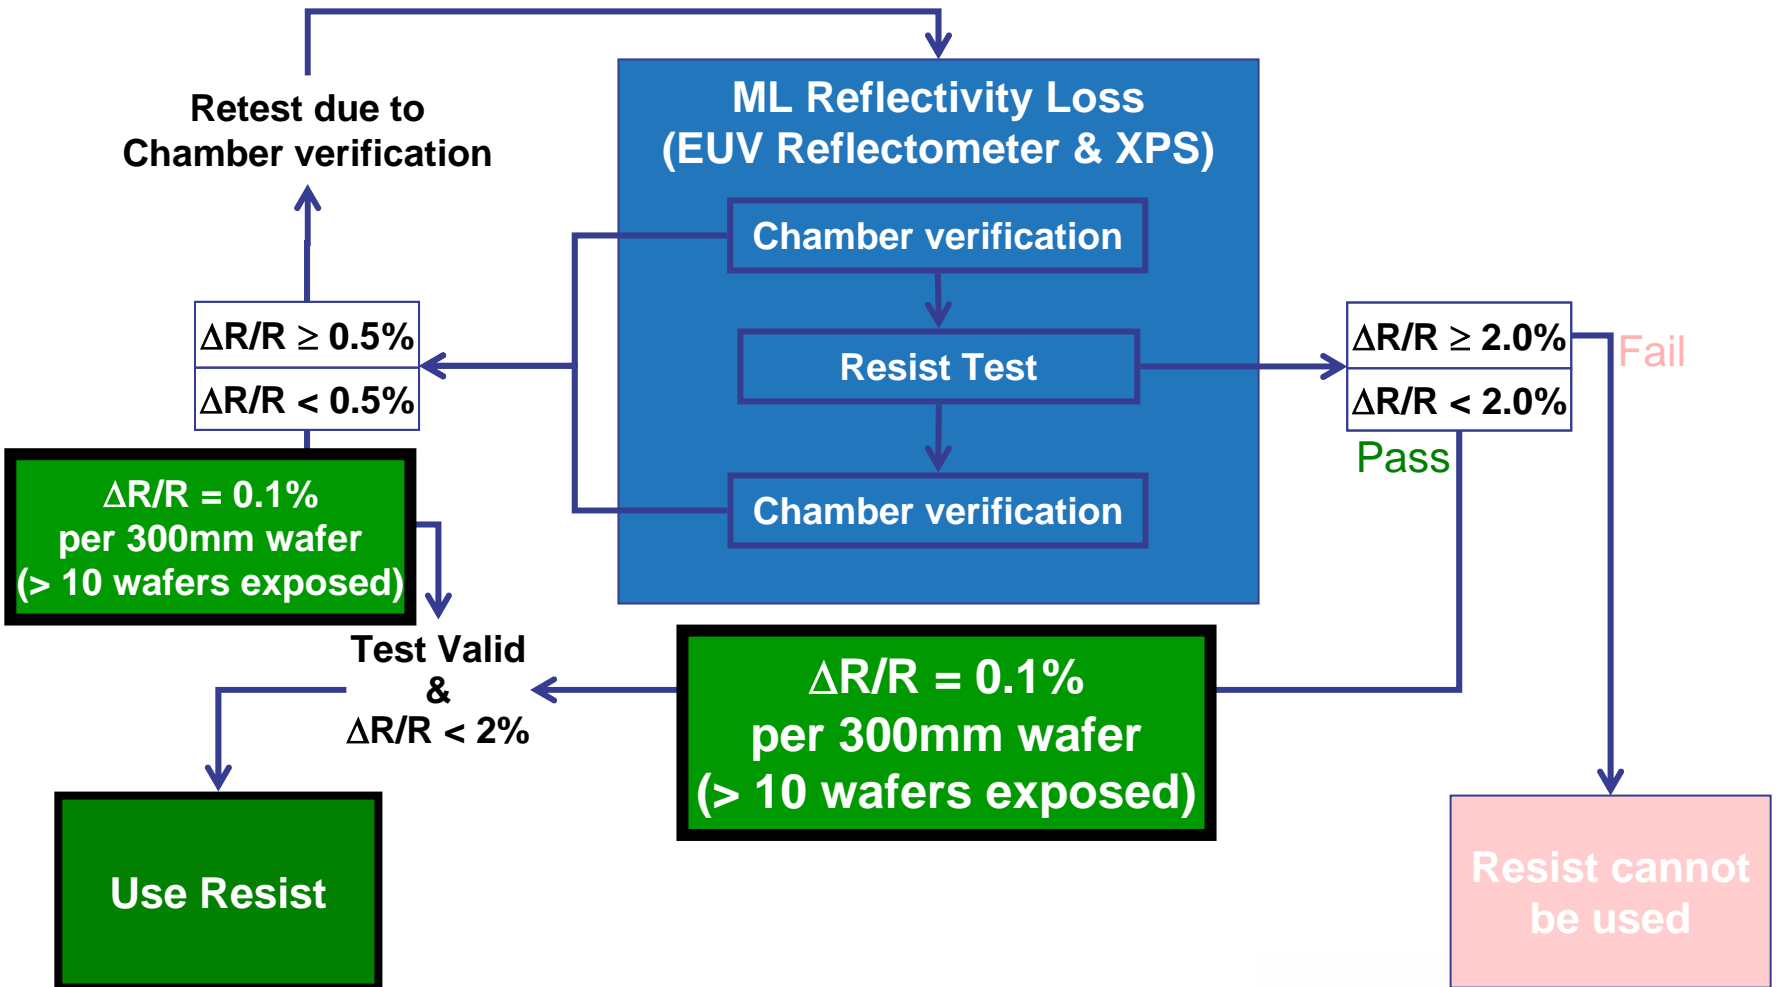 Retest due to
Chamber verification
ML Reflectivity Loss
(EUV Reflectometer & XPS)
Chamber verification
Resist Test
Chamber verification
ΔR/R ≥ 0.5%
ΔR/R < 0.5%
ΔR/R ≥ 2.0%
ΔR/R < 2.0%
Fail
Pass
ΔR/R = 0.1%
per 300mm wafer
(> 10 wafers exposed)
Test Valid
&
ΔR/R < 2%
ΔR/R = 0.1%
per 300mm wafer
(> 10 wafers exposed)
Use Resist
Resist cannot
be used